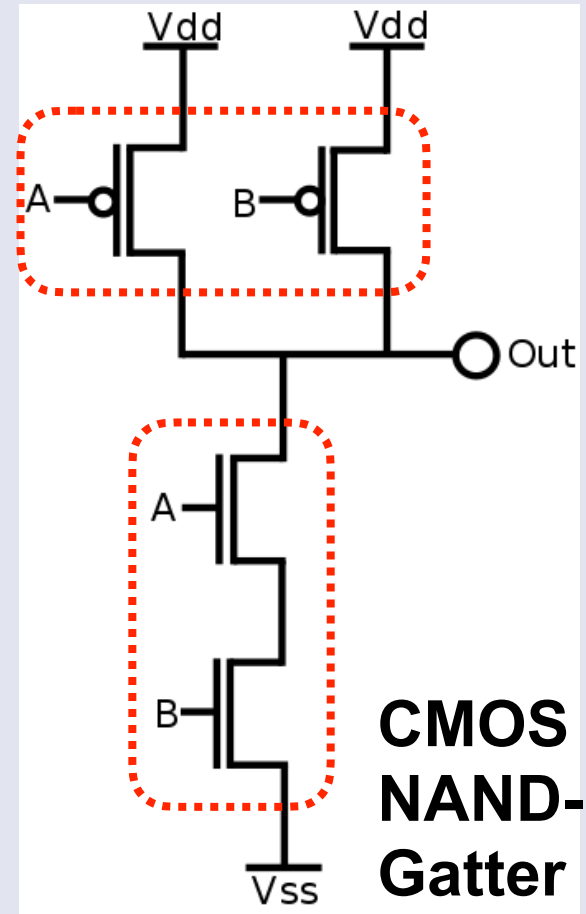 Vdd Vdd
A B
Out
A
B
CMOS
NAND-
Gatter
Vss